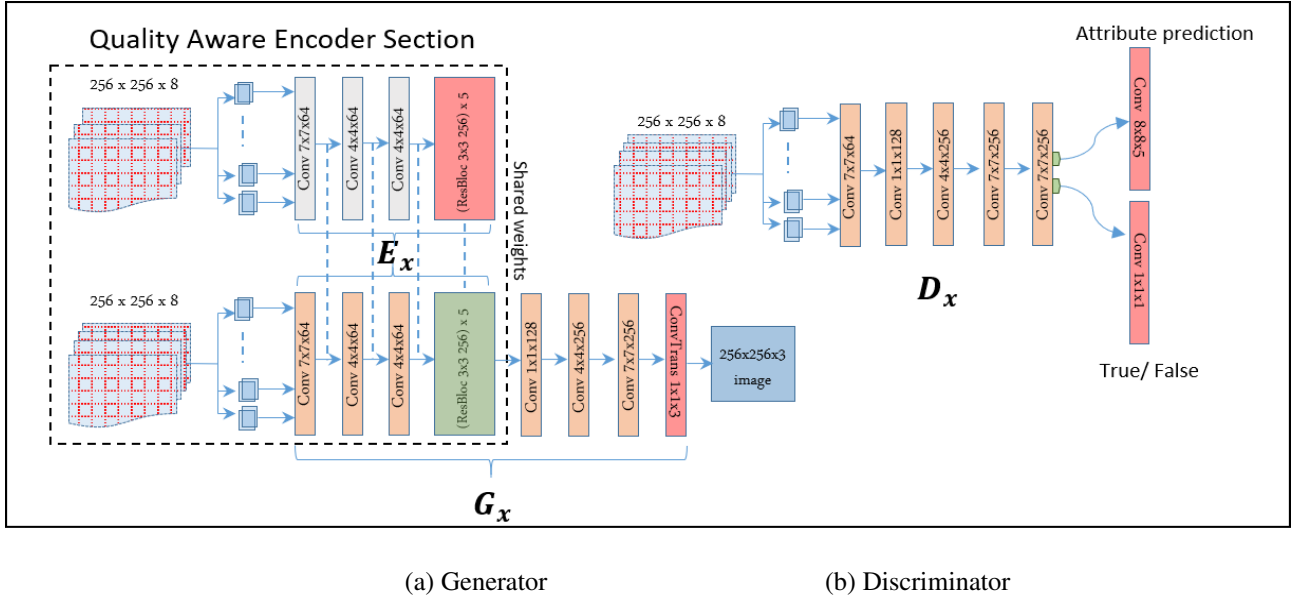 Quality Aware Encoder Section
256 x 256 x 8
Conv 7x7x64
Conv 4x4x64
Conv 4x4x64
(ResBloc 3x3 256) x 5
Shared weights
E_x
256 x 256 x 8
Conv 7x7x64
Conv 4x4x64
Conv 4x4x64
(ResBloc 3x3 256) x 5
Conv 1x1x128
Conv 4x4x256
Conv 7x7x256
ConvTrans 1x1x3
256x256x3
image
G_x
256 x 256 x 8
Conv 7x7x64
Conv 1x1x128
Conv 4x4x256
Conv 7x7x256
Conv 7x7x256
D_x
Attribute prediction
Conv 8x8x5
Conv 1x1x1
True/ False
(a) Generator
(b) Discriminator